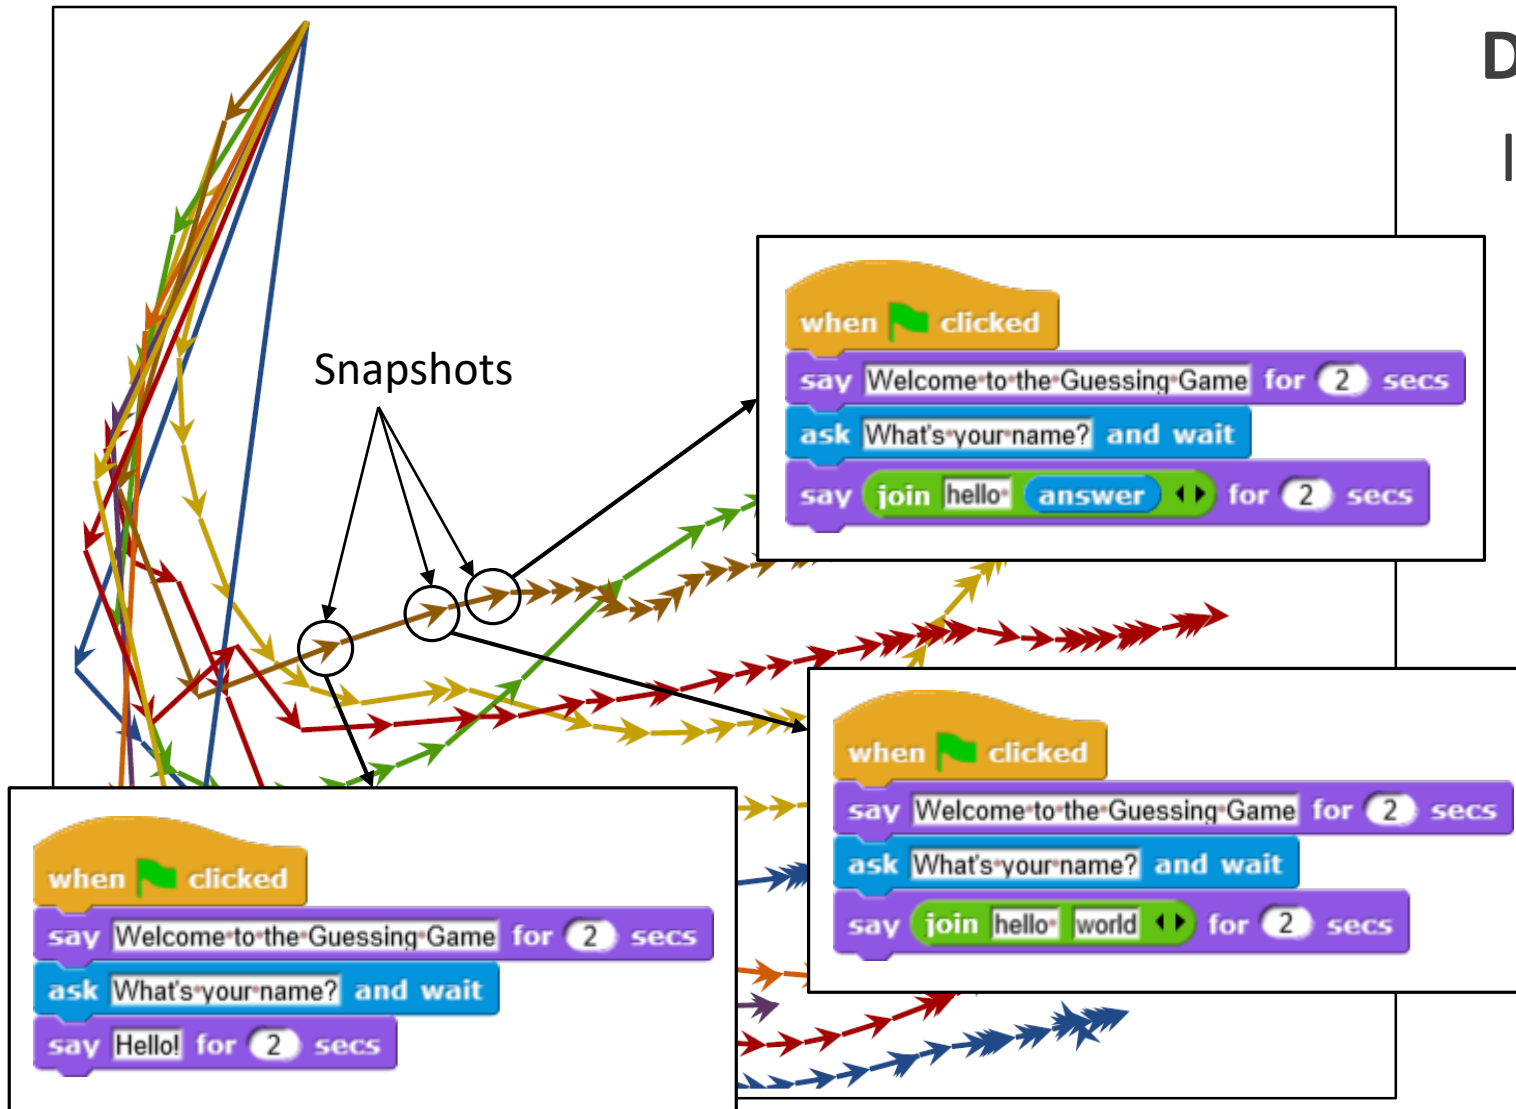 D
I
Snapshots
when clicked
say Welcome to the Guessing Game for 2 secs
ask What's your name? and wait
say join hello answer for 2 secs
when clicked
say Welcome to the Guessing Game for 2 secs
ask What's your name? and wait
say join hello world for 2 secs
when clicked
say Welcome to the Guessing Game for 2 secs
ask What's your name? and wait
say Hello! for 2 secs